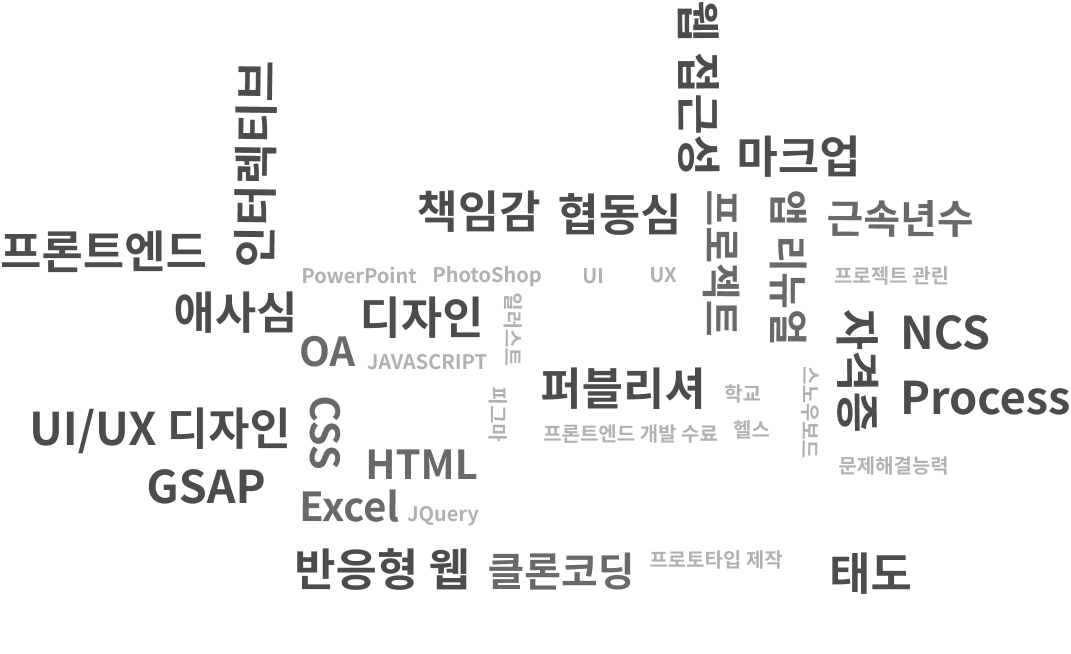 웹 접근성
인터렉티브
마크업
책임감
협동심
프로젝트
앱 리뉴얼
근속년수
프론트엔드
PowerPoint
PhotoShop
UI
UX
프로젝트 관린
애사심
디자인
일러스트
자격증
NCS
OA
JAVASCRIPT
퍼블리셔
학교
스노우보드
Process
피그마
UI/UX 디자인
CSS
프론트엔드 개발 수료
헬스
HTML
문제해결능력
GSAP
Excel
JQuery
반응형 웹
클론코딩
프로토타입 제작
태도